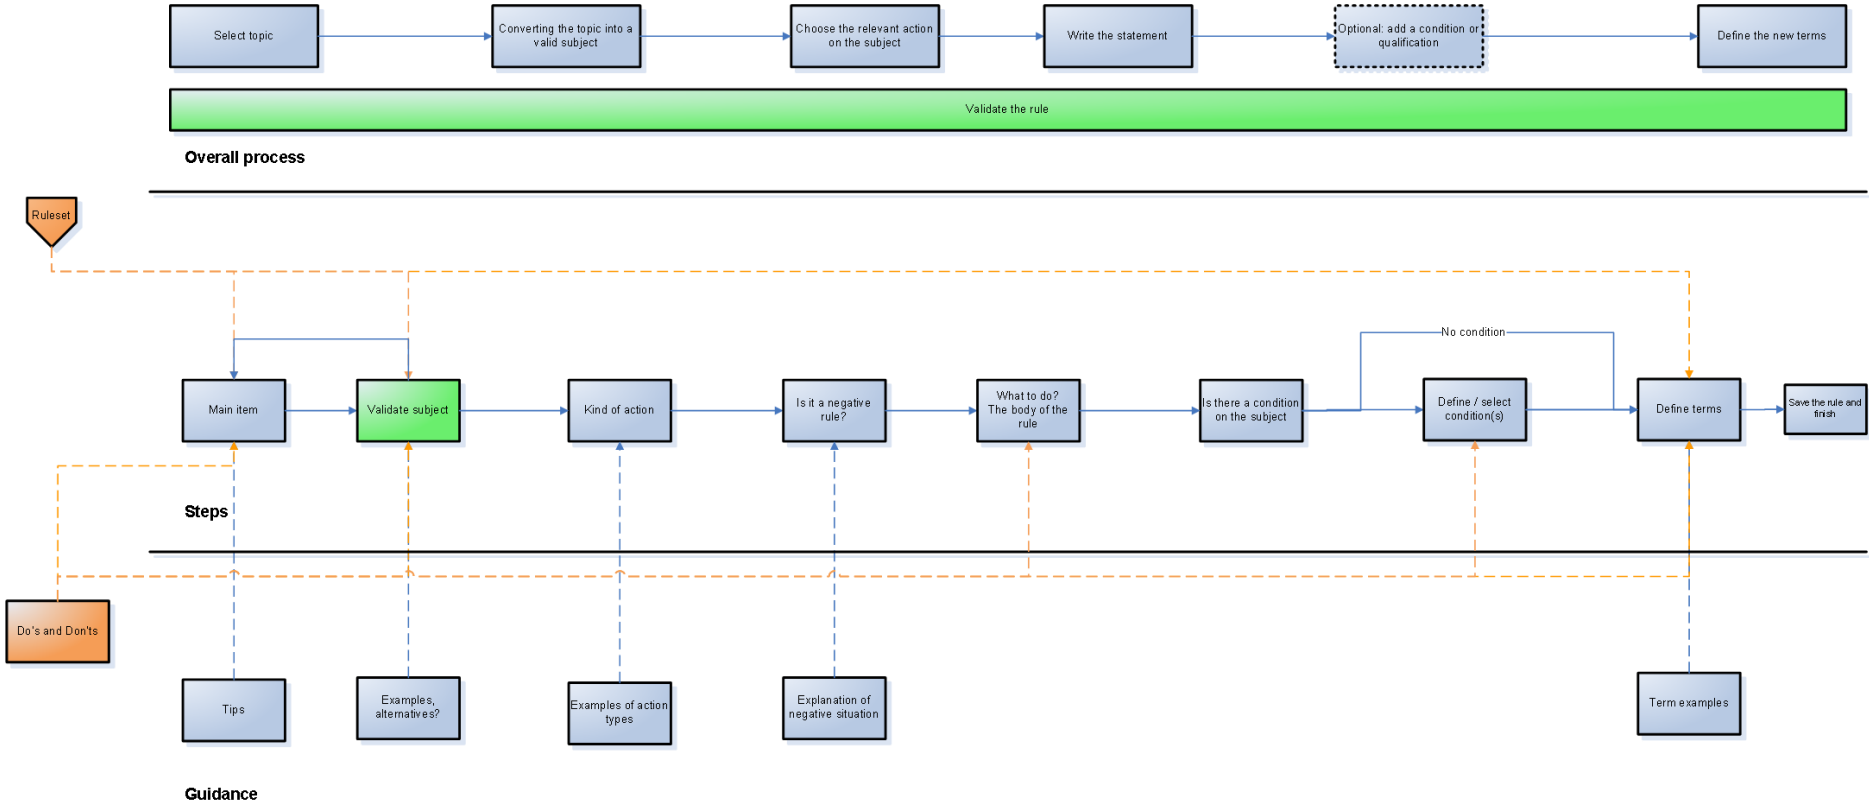 Select topic
Converting the topic into a
valid subject
Choose the relevant action
on the subject
Write the statement
Optional: add a condition or
qualification
Define the new terms
Validate the rule
Overall process
Ruleset
No condition
Main item
Validate subject
Kind of action
Is it a negative
rule?
What to do?
The body of the
rule
Is there a condition
on the subject
Define / select
condition(s)
Define terms
Save the rule and
finish
Steps
Do's and Don'ts
Tips
Examples,
alternatives?
Examples of action
types
Explanation of
negative situation
Term examples
Guidance